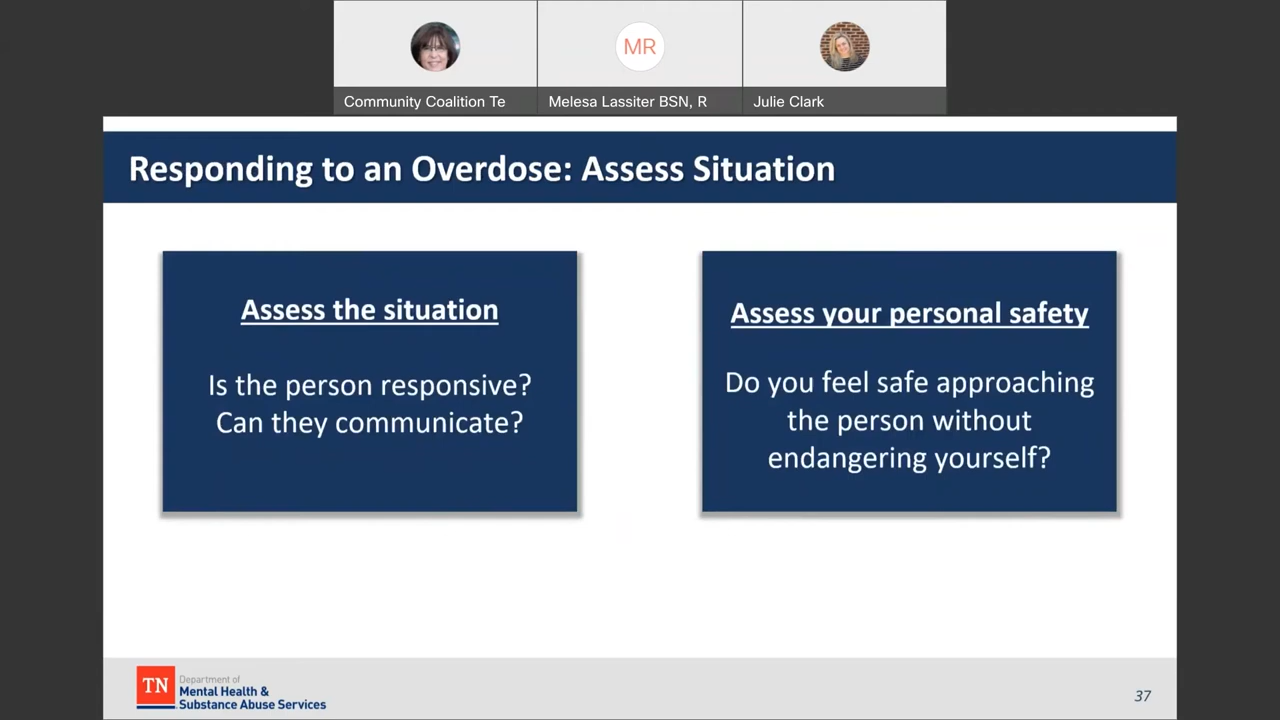 MR
Community Coalition Te
Melesa Lassiter BSN, R
Julie Clark
Responding to an Overdose: Assess Situation
Assess the situation
Is the person responsive?
Can they communicate?
Assess your personal safety
Do you feel safe approaching
the person without
endangering yourself?
TN
Department of
Mental Health &
Substance Abuse Services
37